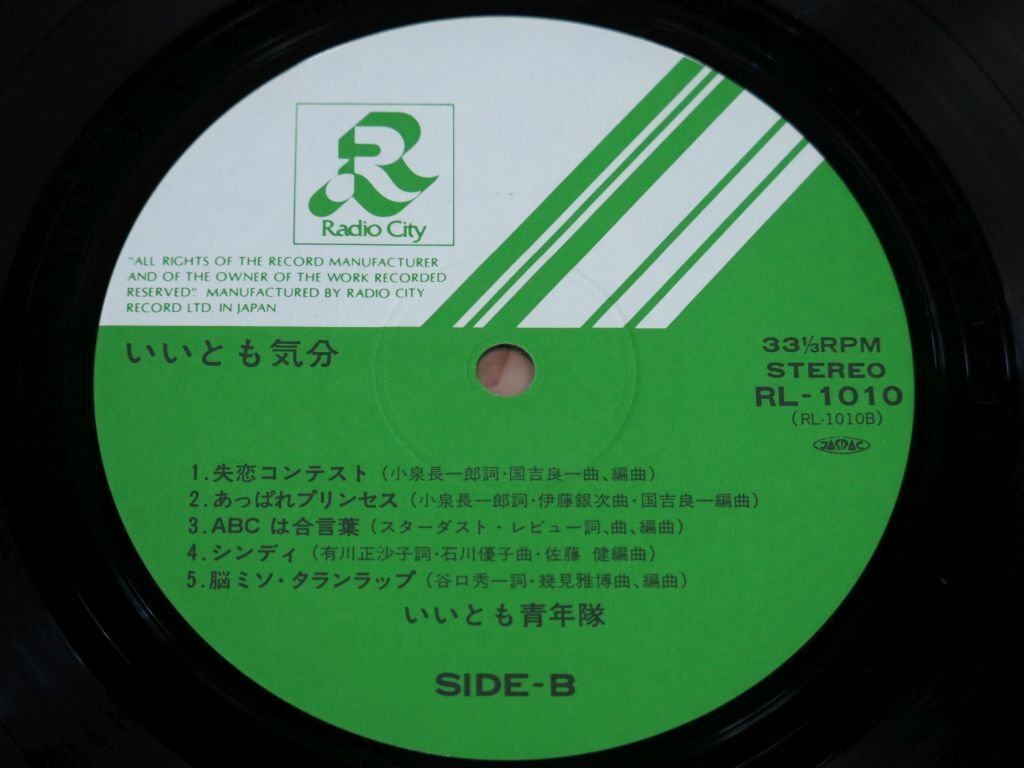 R
Radio City
"ALL RIGHTS OF THE RECORD MANUFACTURER
AND OF THE OWNER OF THE WORK RECORDED
RESERVED". MANUFACTURED BY RADIO CITY
RECORD LTD. IN JAPAN.
いいとも気分
33⅓RPM
STEREO
RL-1010
(RL-1010B)
JASRAC
1.失恋コンテスト（小泉長一郎詞・国吉良一曲、編曲）
2.あっぱれプリンセス（小泉長一郎詞・伊藤銀次曲・国吉良一編曲）
3.ABCは合言葉（スターダスト・レビュー詞、曲、編曲）
4.シンディ（有川正沙子詞・石川優子曲・佐藤 健編曲）
5.脳ミソ・タランラップ（谷口秀一詞・幾見雅博曲、編曲）
いいとも青年隊
SIDE-B